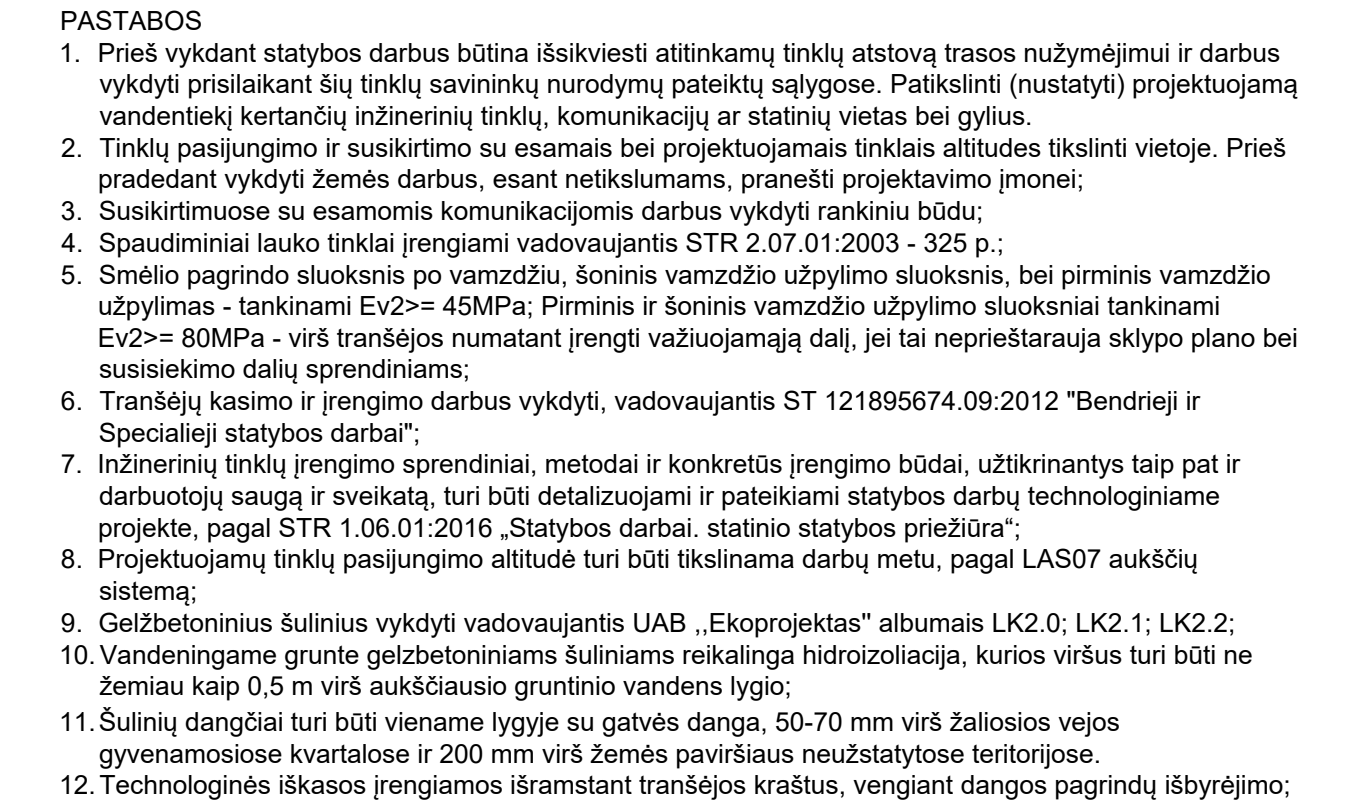 PASTABOS
1. Prieš vykdant statybos darbus būtina išsikviesti atitinkamų tinklų atstovą trasos nužymėjimui ir darbus
vykdyti prisilaikant šių tinklų savininkų nurodymų pateiktų sąlygose. Patikslinti (nustatyti) projektuojamą
vandentiekį kertančių inžinerinių tinklų, komunikacijų ar statinių vietas bei gylius.
2. Tinklų pasijungimo ir susikirtimo su esamais bei projektuojamais tinklais altitudes tikslinti vietoje. Prieš
pradedant vykdyti žemės darbus, esant netikslumams, pranešti projektavimo įmonei;
3. Susikirtimuose su esamomis komunikacijomis darbus vykdyti rankiniu būdu;
4. Spaudiminiai lauko tinklai įrengiami vadovaujantis STR 2.07.01:2003 - 325 p.;
5. Smėlio pagrindo sluoksnis po vamzdžiu, šoninis vamzdžio užpylimo sluoksnis, bei pirminis vamzdžio
užpylimas - tankinami Ev2>= 45MPa; Pirminis ir šoninis vamzdžio užpylimo sluoksniai tankinami
Ev2>= 80MPa - virš tranšėjos numatant įrengti važiuojamąją dalį, jei tai neprieštarauja sklypo plano bei
susisiekimo dalių sprendiniams;
6. Tranšėjų kasimo ir įrengimo darbus vykdyti, vadovaujantis ST 121895674.09:2012 "Bendrieji ir
Specialieji statybos darbai";
7. Inžinerinių tinklų įrengimo sprendiniai, metodai ir konkretūs įrengimo būdai, užtikrinantys taip pat ir
darbuotojų saugą ir sveikatą, turi būti detalizuojami ir pateikiami statybos darbų technologiniame
projekte, pagal STR 1.06.01:2016 „Statybos darbai. statinio statybos priežiūra“;
8. Projektuojamų tinklų pasijungimo altitudė turi būti tikslinama darbų metu, pagal LAS07 aukščių
sistemą;
9. Gelžbetoninius šulinius vykdyti vadovaujantis UAB ,,Ekoprojektas" albumais LK2.0; LK2.1; LK2.2;
10. Vandeningame grunte gelzbetoniniams šuliniams reikalinga hidroizoliacija, kurios viršus turi būti ne
žemiau kaip 0,5 m virš aukščiausio gruntinio vandens lygio;
11. Šulinių dangčiai turi būti viename lygyje su gatvės danga, 50-70 mm virš žaliosios vejos
gyvenamosiose kvartalose ir 200 mm virš žemės paviršiaus neužstatytose teritorijose.
12. Technologinės iškasos įrengiamos išramstant tranšėjos kraštus, vengiant dangos pagrindų išbyrėjimo;